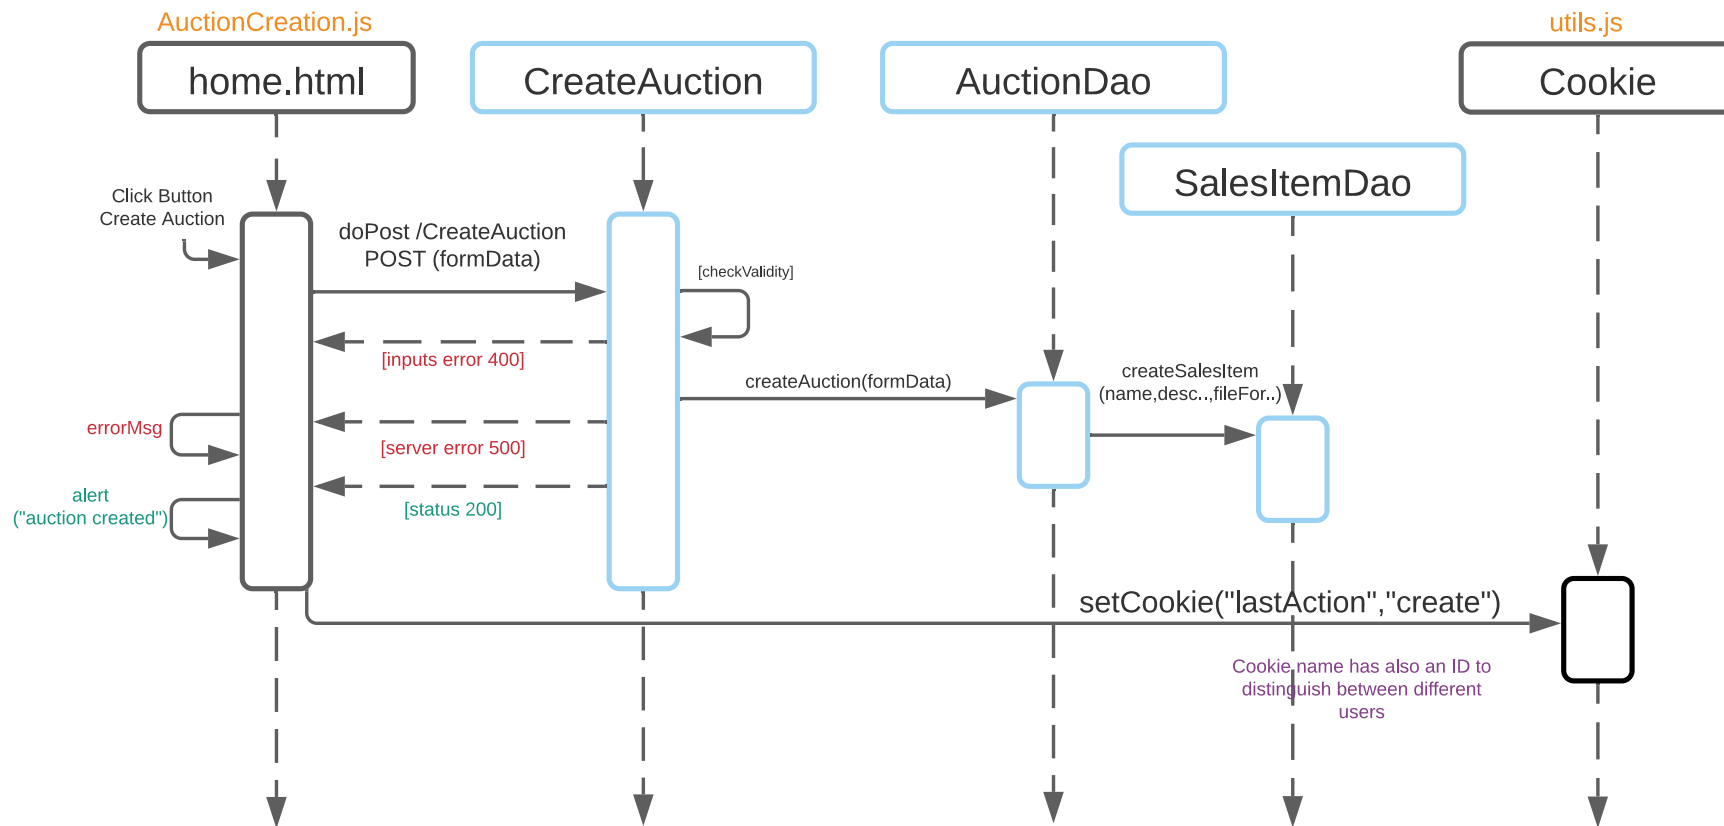 AuctionCreation.js
utils.js
home.html
CreateAuction
AuctionDao
Cookie
SalesItemDao
Click Button
Create Auction
doPost /CreateAuction
POST (formData)
[checkValidity]
[inputs error 400]
createAuction(formData)
createSalesItem
(name,desc..,fileFor..)
errorMsg
[server error 500]
alert
("auction created")
[status 200]
setCookie("lastAction","create")
Cookie name has also an ID to
distinguish between different
users